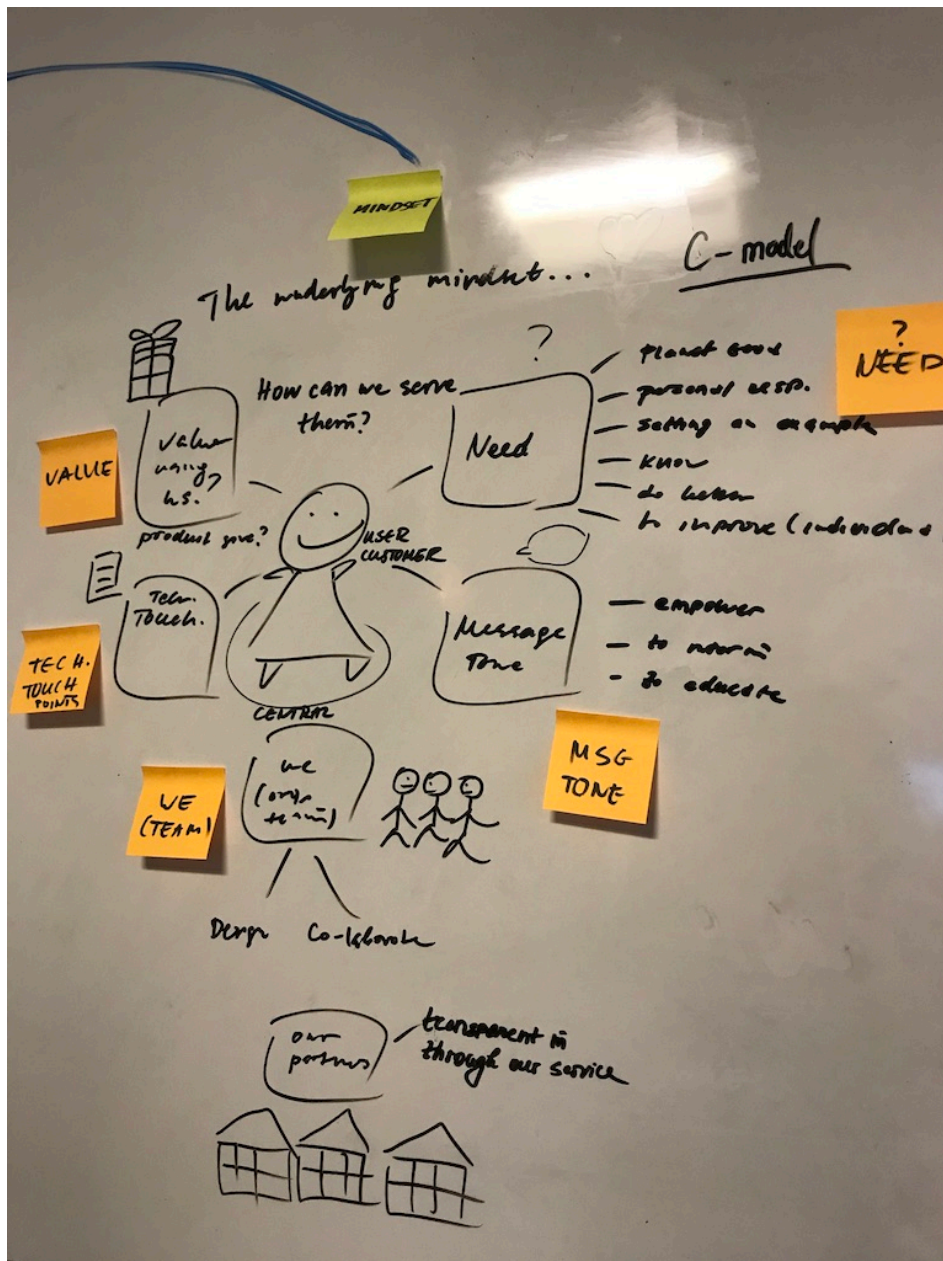 MINDSET
The underlying mindset...
C-model
?
NEED
?
How can we serve
them?
Need
planet good
personal resp.
setting an example
know
do better
to improve (individual
VALUE
Value
using
us.
product give?
USER
CUSTOMER
Tech.
Touch.
TECH.
TOUCH
POINTS
Message
Tone
empower
to
to educate
CENTRAL
MSG
TONE
WE
(TEAM)
we
(our
team)
Design Co-laborate
our
partners
transparent in
through our service